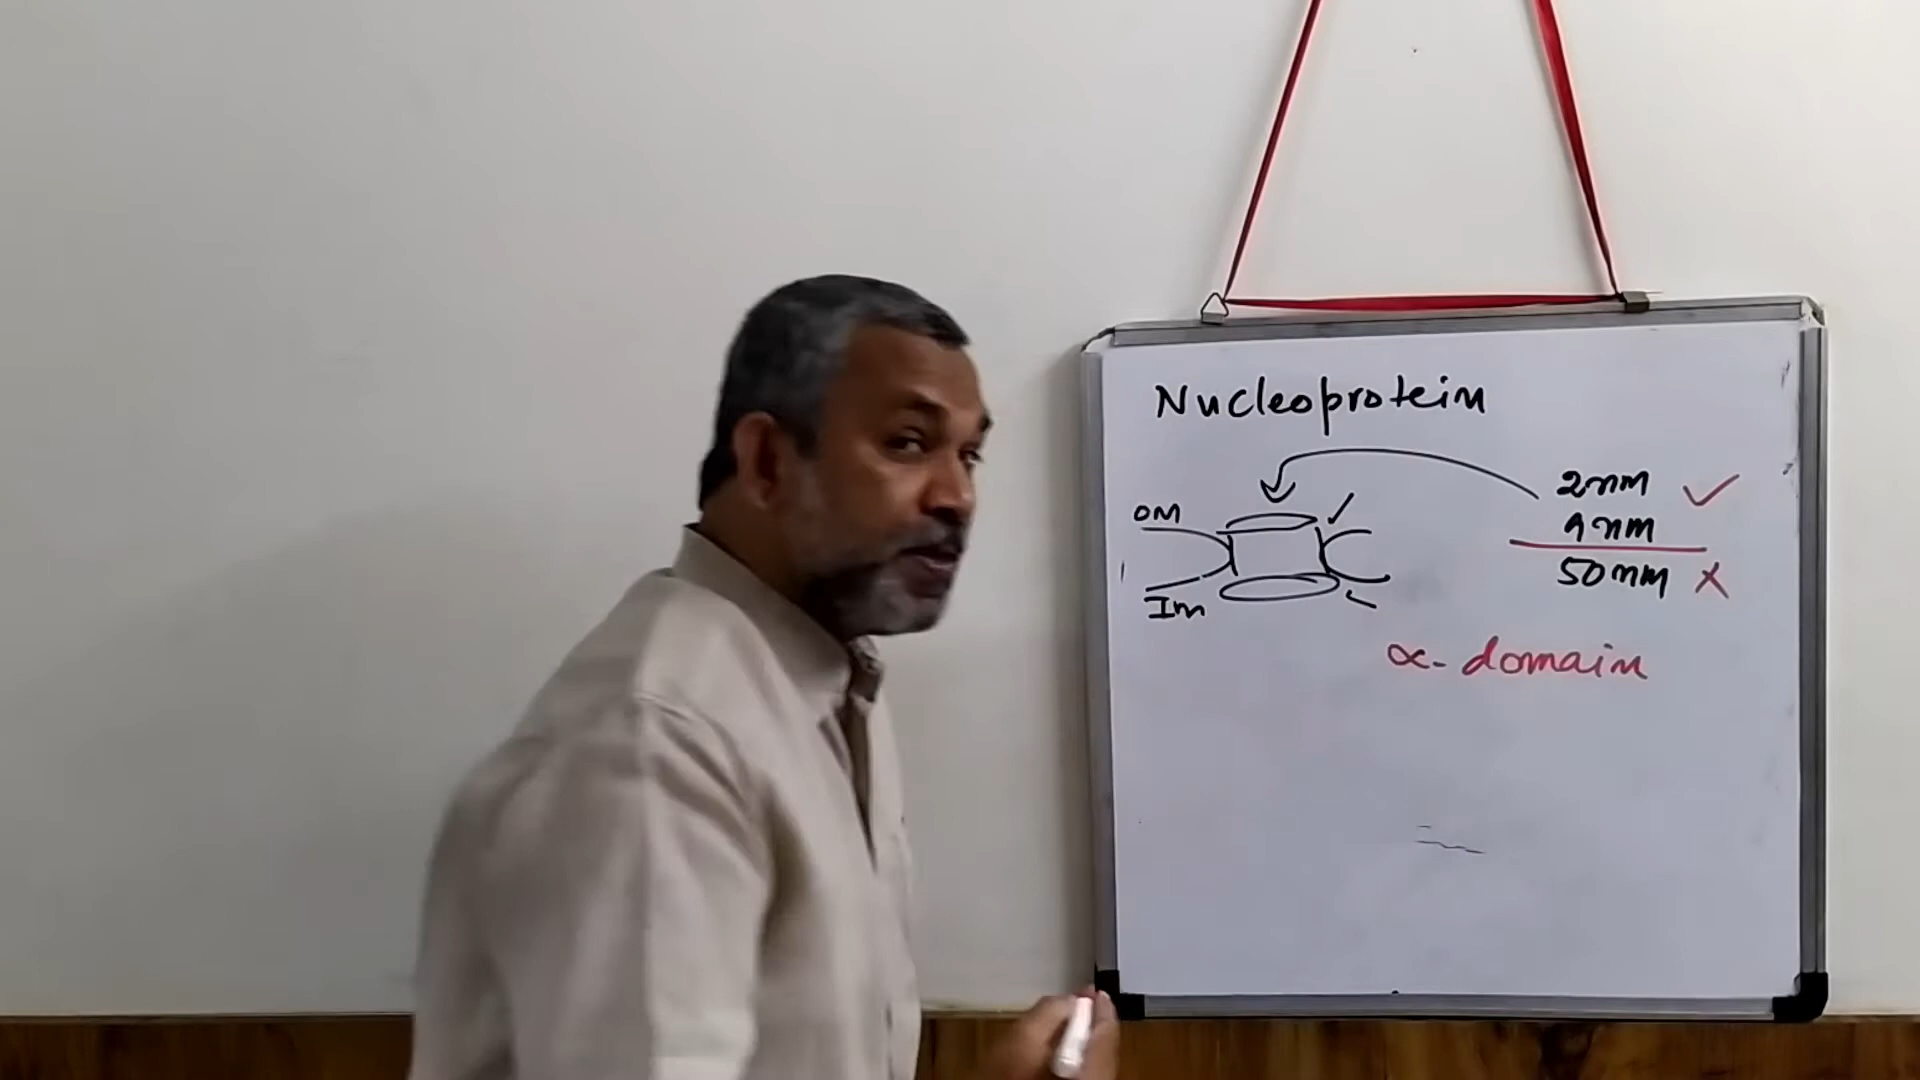 Nucleoprotein
2nm ✓
9nm
50nm X
OM
Im
α- domain